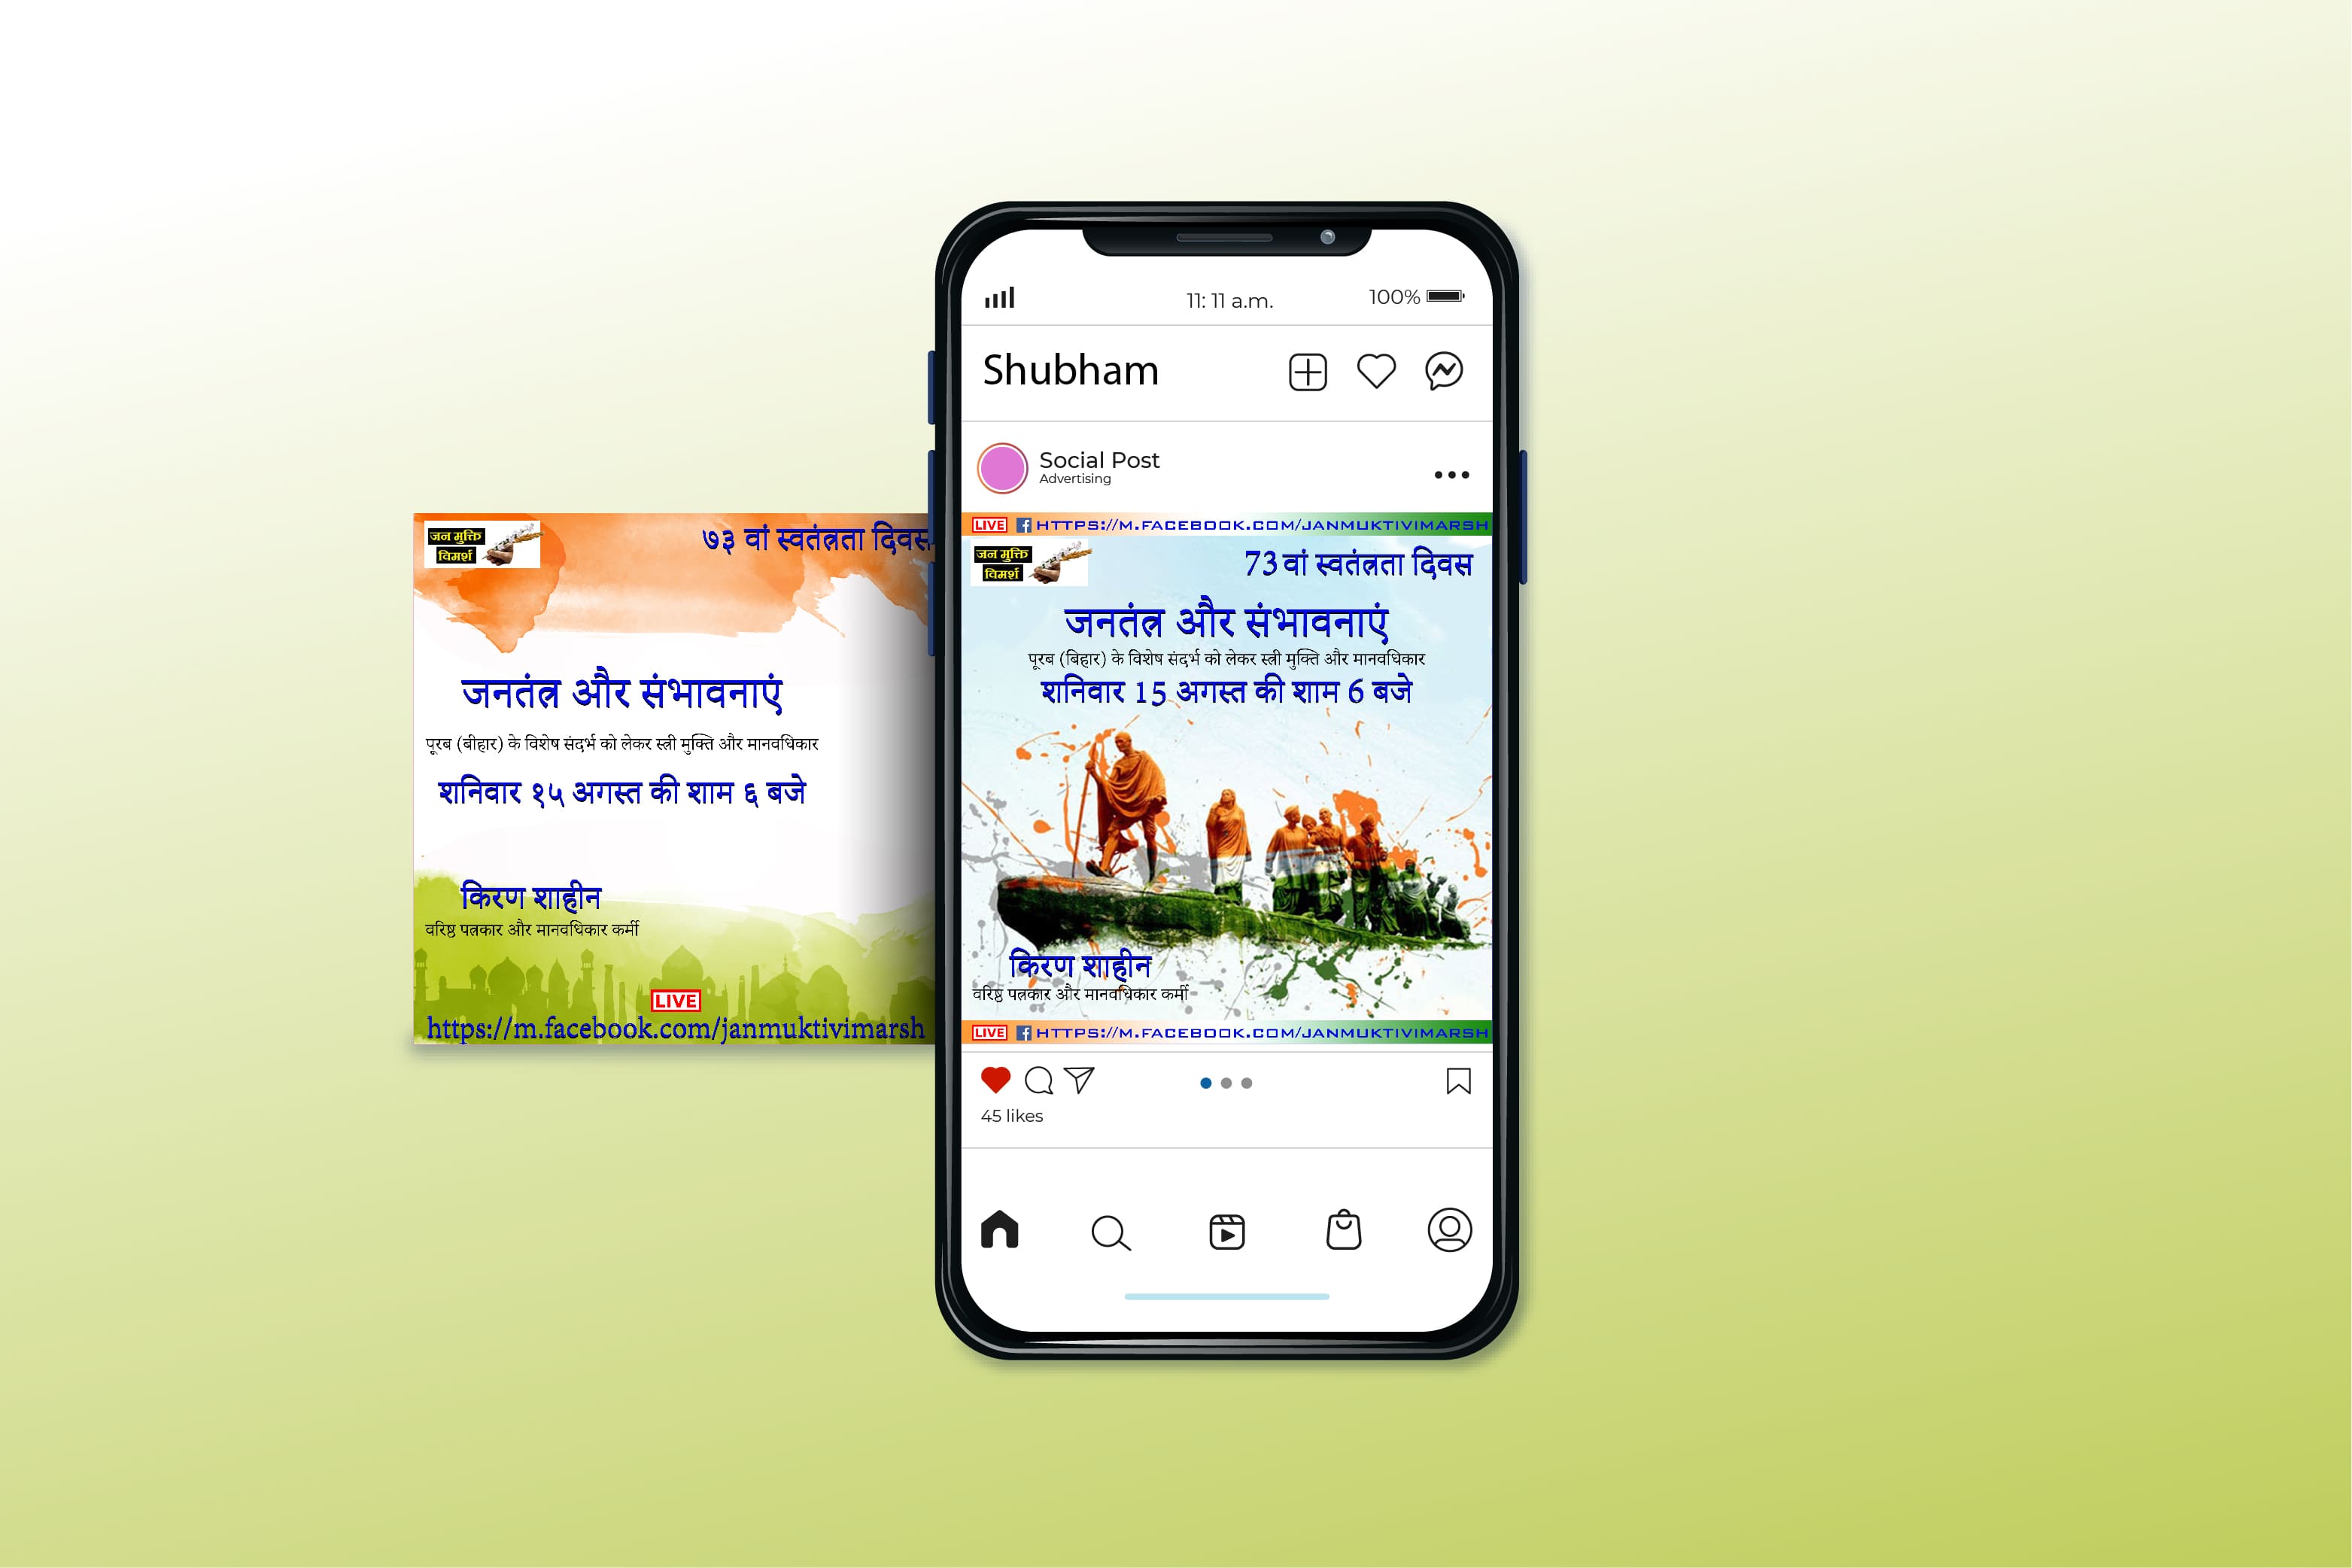 जन मुक्ति
विमर्श
७३ वां स्वतंत्रता दिवस
जनतंत्र और संभावनाएं
पूरब (बीहार) के विशेष संदर्भ को लेकर स्त्री मुक्ति और मानवधिकार
शनिवार १५ अगस्त की शाम ६ बजे
किरण शाहीन
वरिष्ठ पत्रकार और मानवधिकार कर्मी
LIVE
https://m.facebook.com/janmuktivimarsh
11: 11 a.m.
100%
Shubham
Social Post
Advertising
LIVE HTTPS://M.FACEBOOK.COM/JANMUKTIVIMARSH
जन मुक्ति
विमर्श
73 वां स्वतंत्रता दिवस
जनतंत्र और संभावनाएं
पूरब (बिहार) के विशेष संदर्भ को लेकर स्त्री मुक्ति और मानवधिकार
शनिवार 15 अगस्त की शाम 6 बजे
किरण शाहीन
वरिष्ठ पत्रकार और मानवधिकार कर्मी
LIVE HTTPS://M.FACEBOOK.COM/JANMUKTIVIMARSH
45 likes